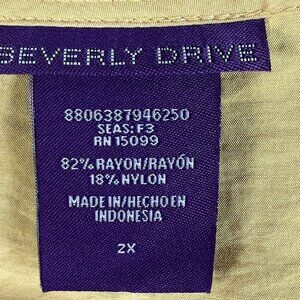 BEVERLY DRIVE
8806387946250
SEAS: F3
RN 15099
82% RAYON/RAYÓN
18% NYLON
MADE IN/HECHO EN
INDONESIA
2X